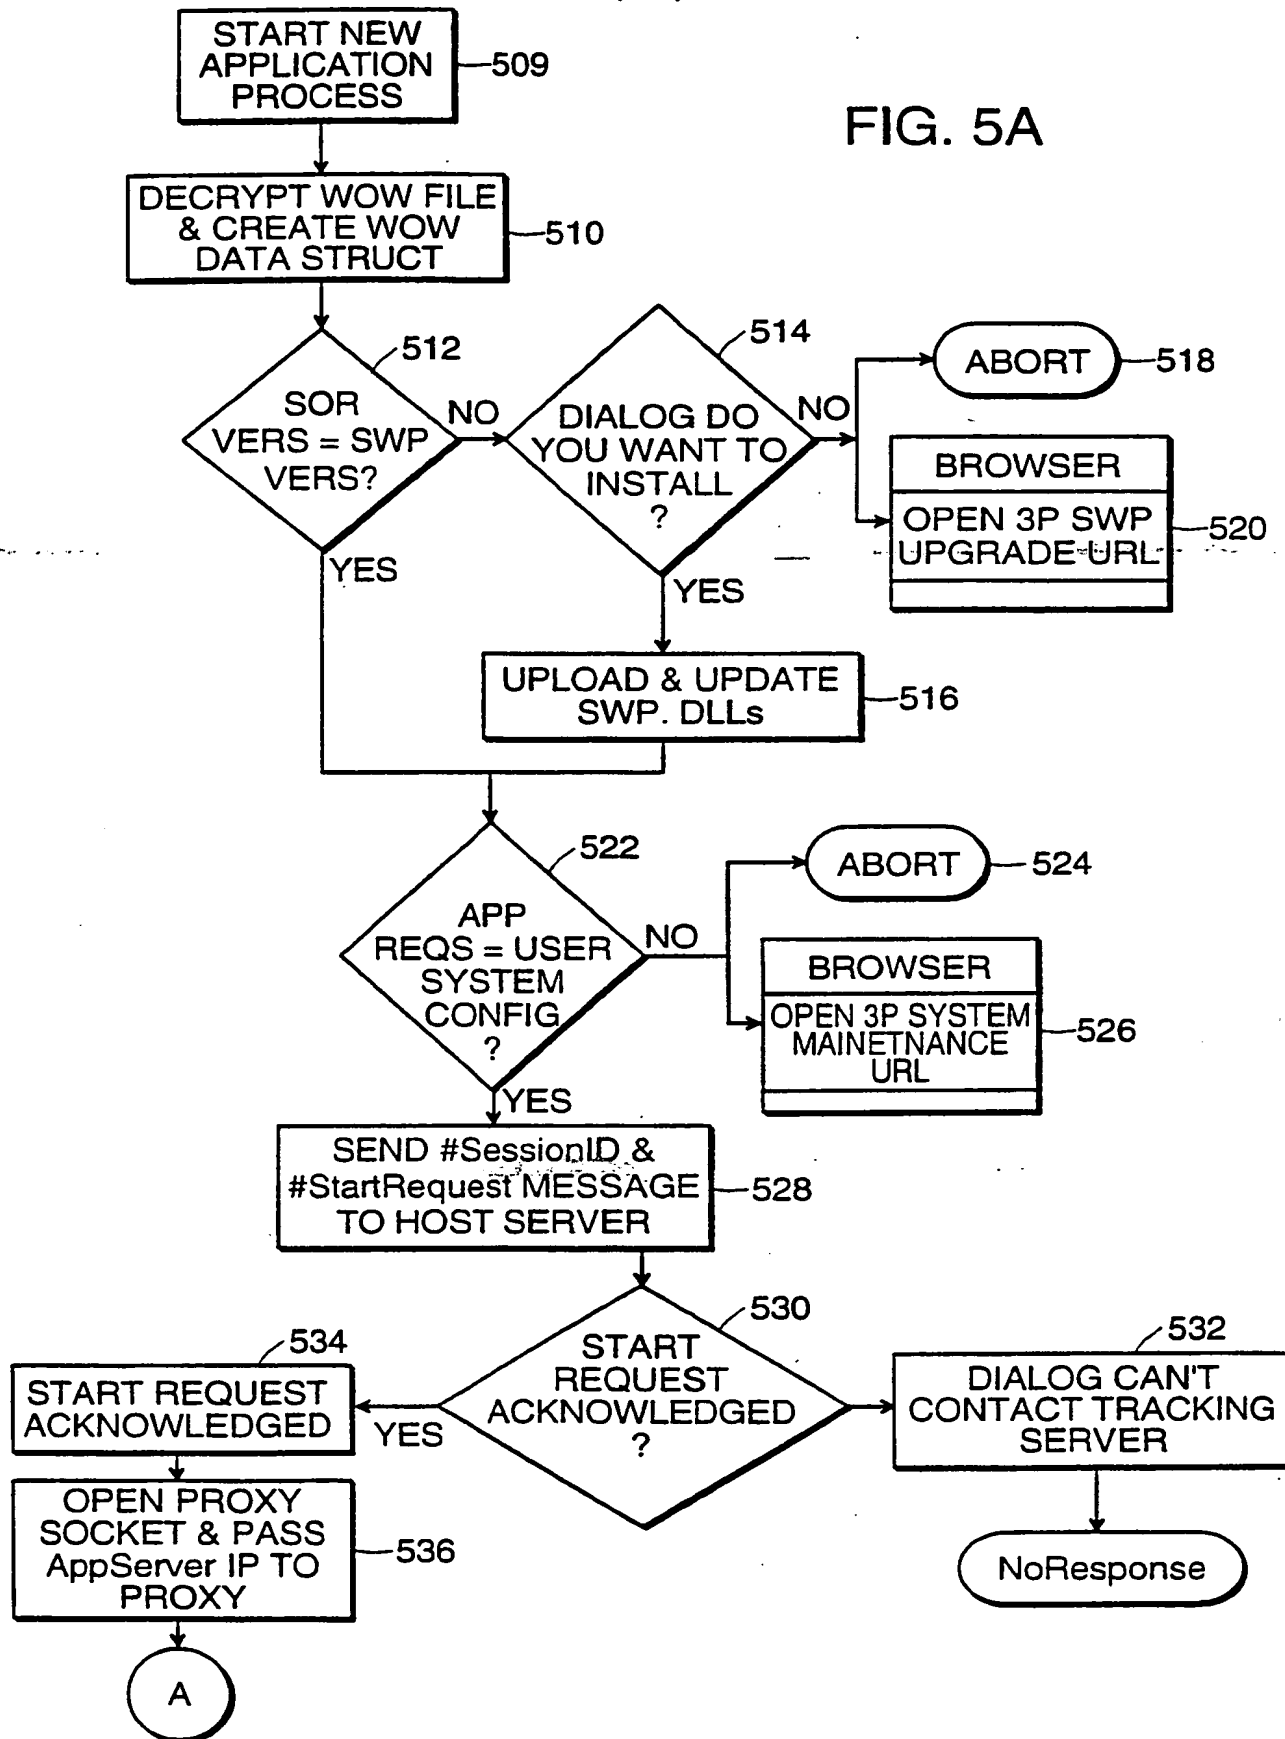 START NEW
APPLICATION
PROCESS
509
FIG. 5A
DECRYPT WOW FILE
& CREATE WOW
DATA STRUCT
510
512
SOR
VERS = SWP
VERS?
NO
YES
514
DIALOG DO
YOU WANT TO
INSTALL
?
NO
YES
ABORT
518
BROWSER
OPEN 3P SWP
UPGRADE URL
520
UPLOAD & UPDATE
SWP. DLLs
516
522
APP
REQS = USER
SYSTEM
CONFIG
?
NO
YES
ABORT
524
BROWSER
OPEN 3P SYSTEM
MAINETNANCE
URL
526
SEND #SessionID &
#StartRequest MESSAGE
TO HOST SERVER
528
530
START
REQUEST
ACKNOWLEDGED
?
YES
532
DIALOG CAN'T
CONTACT TRACKING
SERVER
NoResponse
534
START REQUEST
ACKNOWLEDGED
OPEN PROXY
SOCKET & PASS
AppServer IP TO
PROXY
536
A